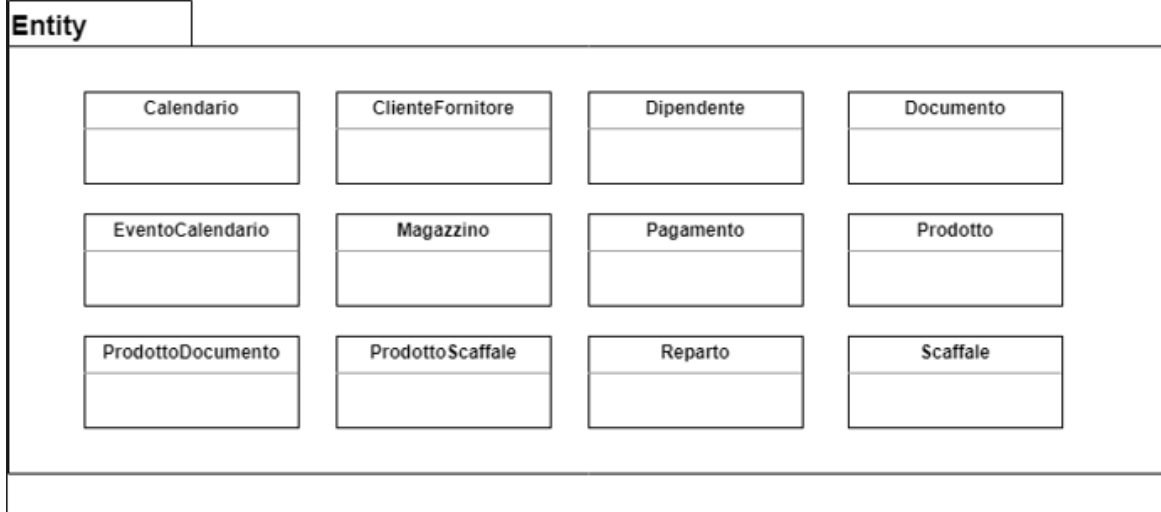 Entity
Calendario
ClienteFornitore
Dipendente
Documento
EventoCalendario
Magazzino
Pagamento
Prodotto
ProdottoDocumento
ProdottoScaffale
Reparto
Scaffale